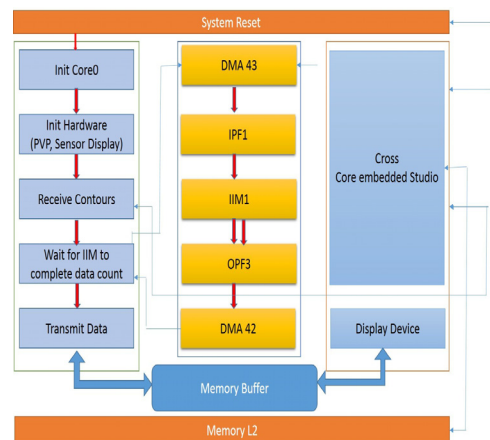 System Reset
Init Core0
Init Hardware
(PVP, Sensor Display)
Receive Contours
Wait for IIM to
complete data count
Transmit Data
DMA 43
IPF1
IIM1
OPF3
DMA 42
Cross
Core embedded Studio
Display Device
Memory Buffer
Memory L2